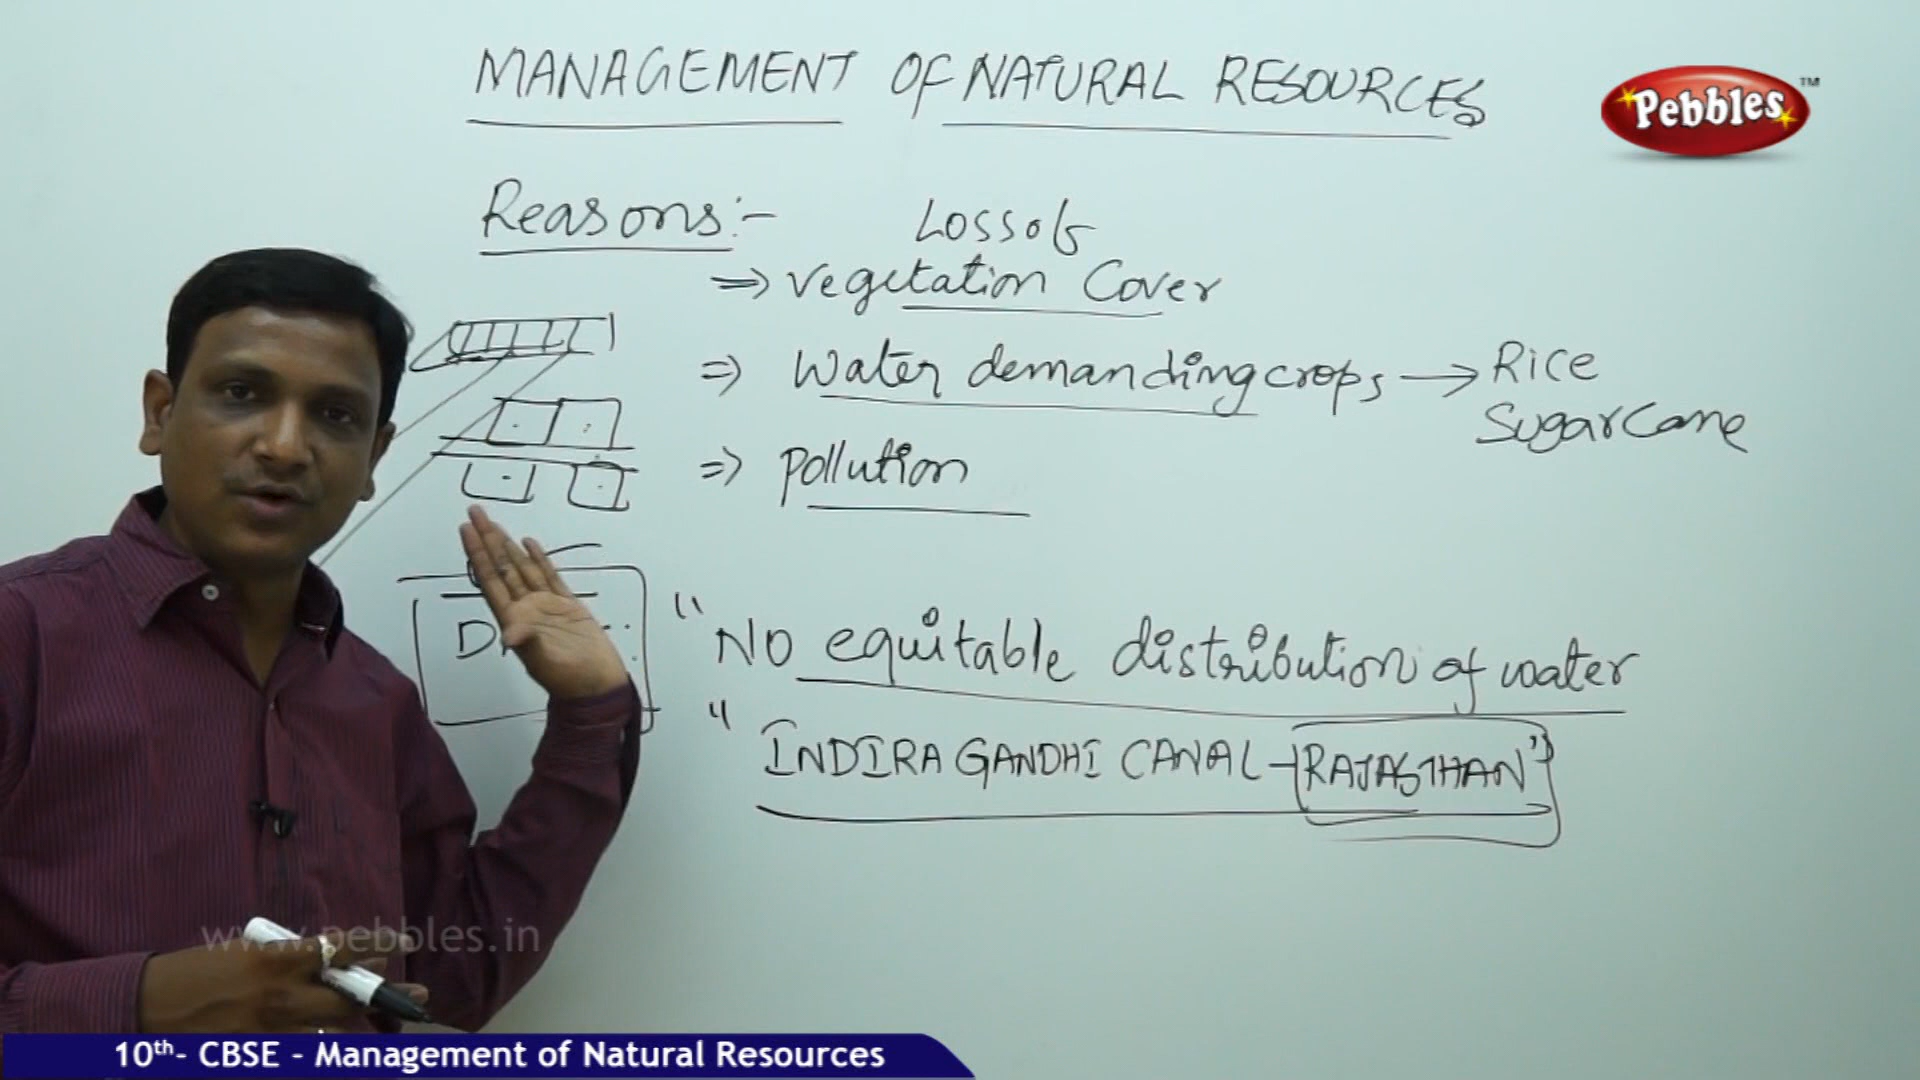 MANAGEMENT OF NATURAL RESOURCES
Pebbles™
Reasons:-
Loss of
=> vegetation Cover
=> Water demanding crops → Rice
Sugarcane
=> pollution
"No equitable distribution of water
" INDIRA GANDHI CANAL - RAJASTHAN"
www.pebbles.in
10th- CBSE - Management of Natural Resources